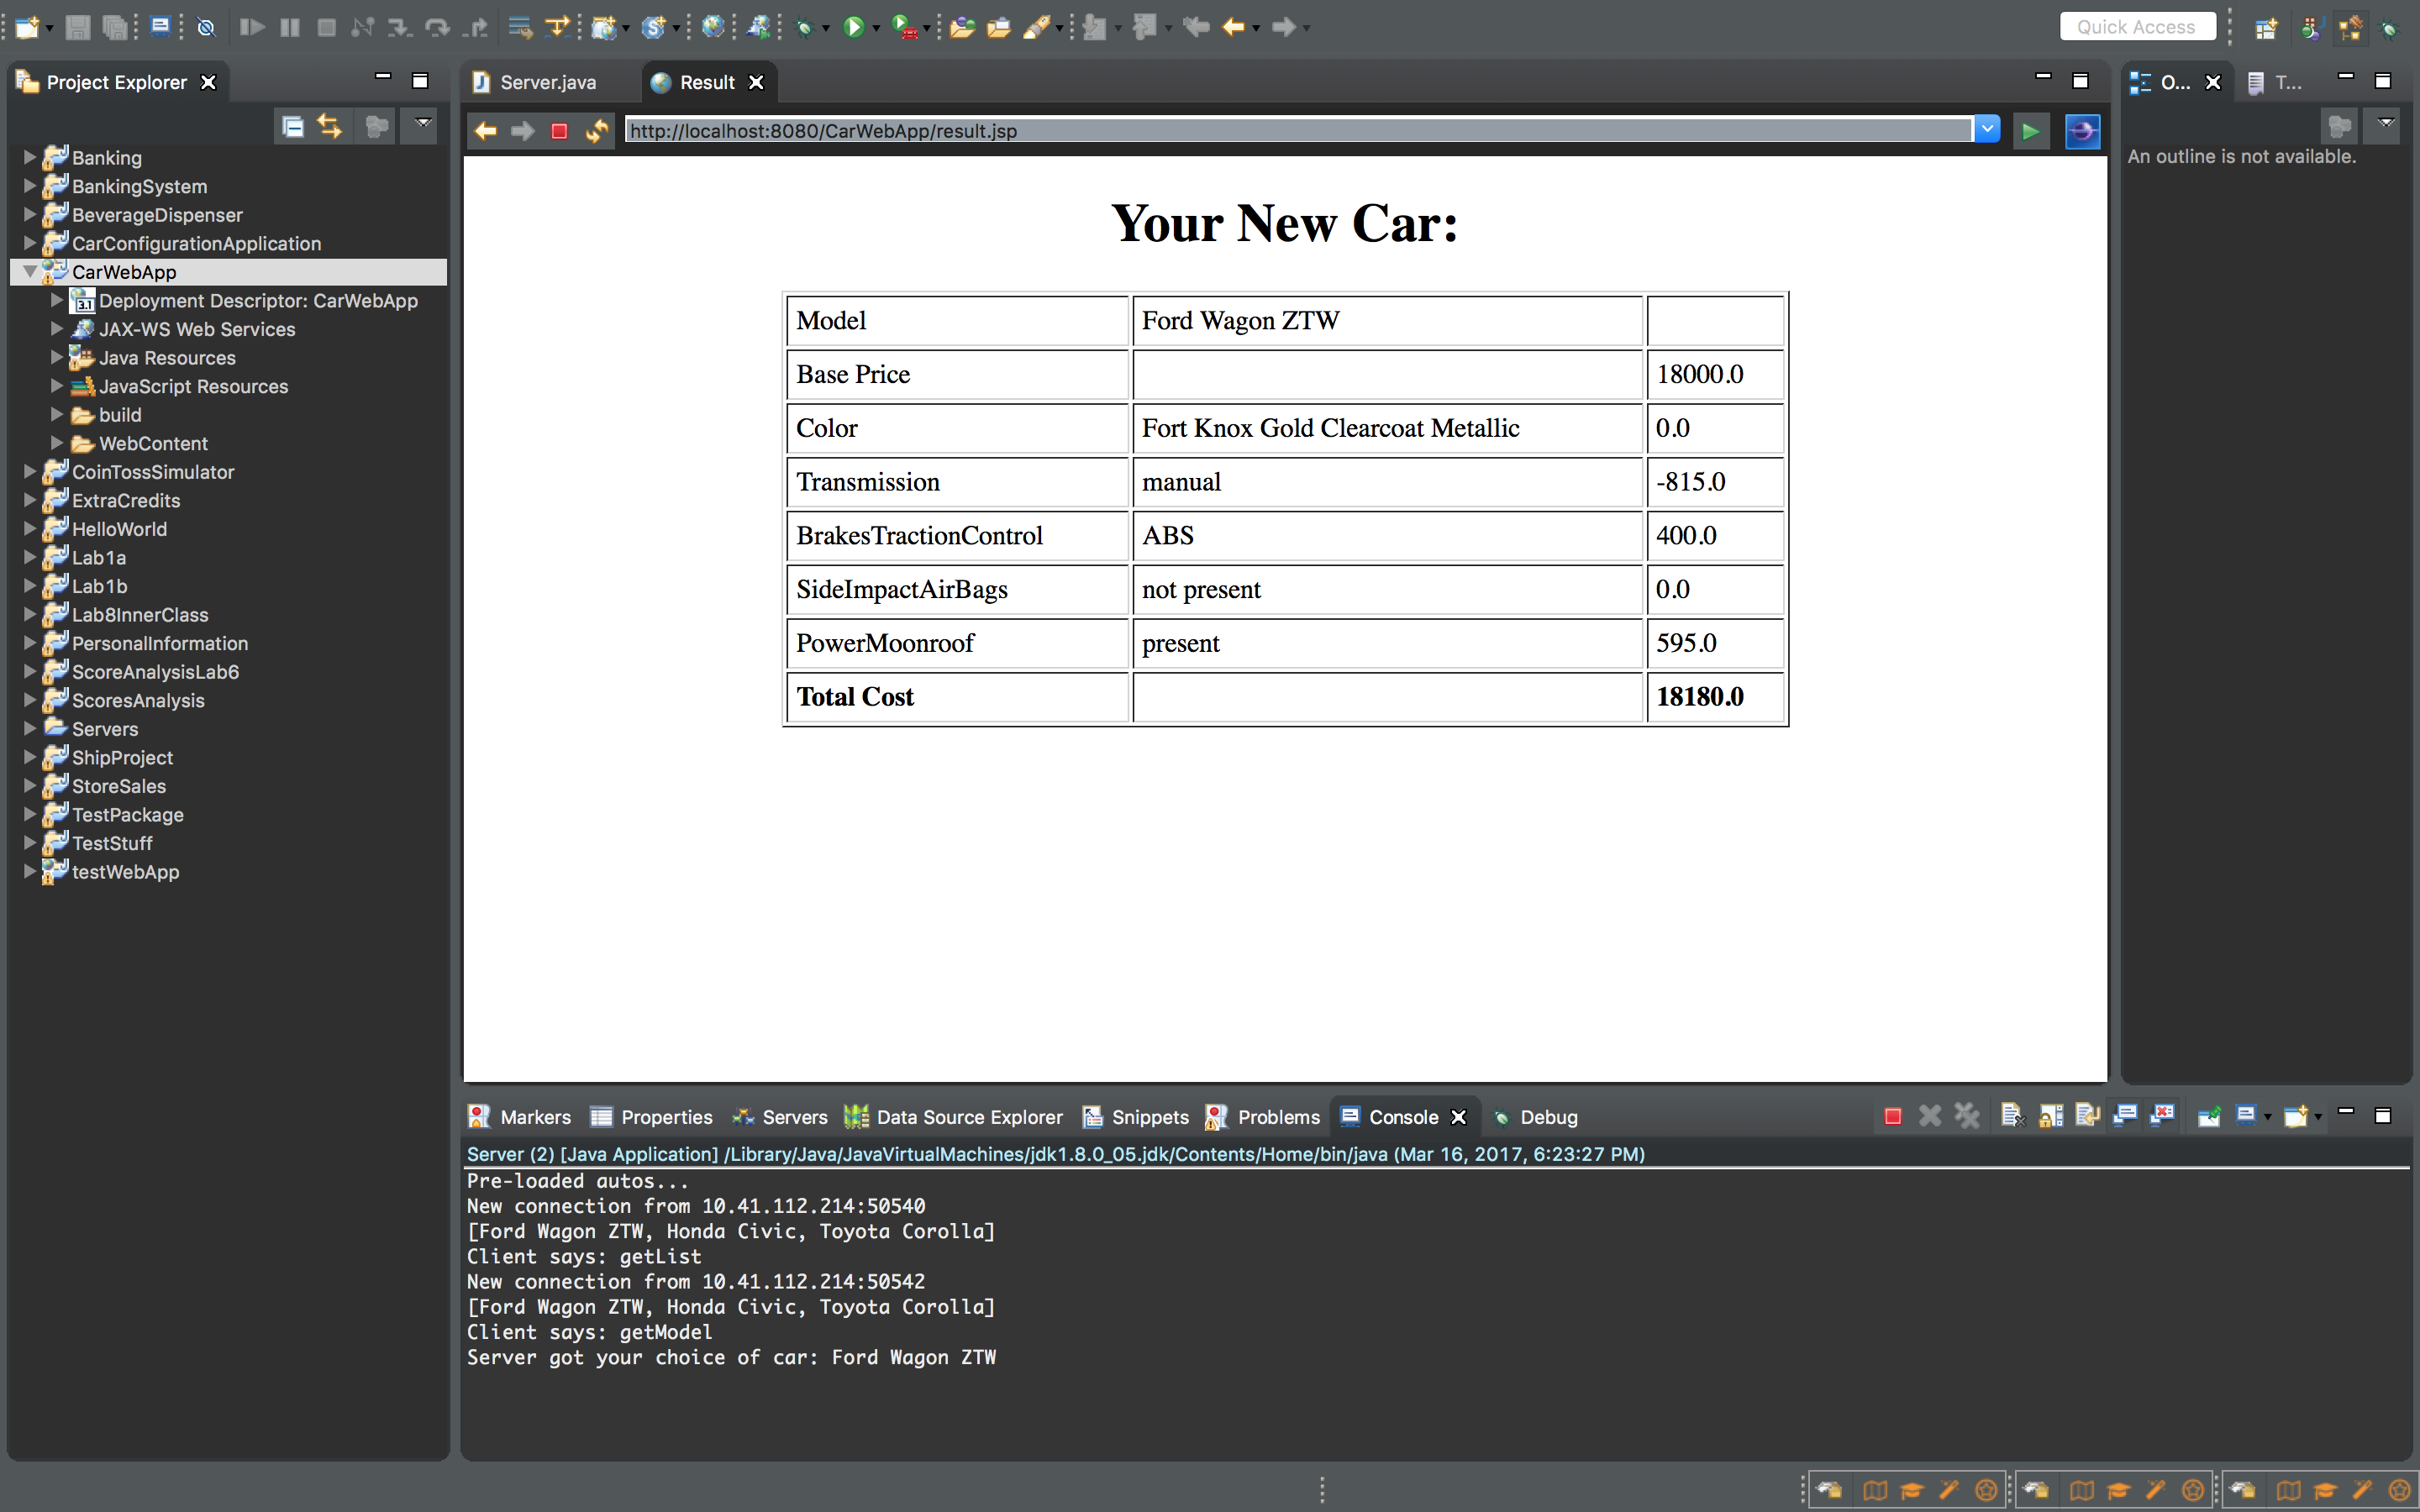 Quick Access
Project Explorer
Server.java
Result
O...
T...
http://localhost:8080/CarWebApp/result.jsp
An outline is not available.
Banking
BankingSystem
BeverageDispenser
CarConfigurationApplication
CarWebApp
3.1 Deployment Descriptor: CarWebApp
JAX-WS Web Services
Java Resources
JavaScript Resources
build
WebContent
CoinTossSimulator
ExtraCredits
HelloWorld
Lab1a
Lab1b
Lab8InnerClass
PersonalInformation
ScoreAnalysisLab6
ScoresAnalysis
Servers
ShipProject
StoreSales
TestPackage
TestStuff
testWebApp
Your New Car:
Model Ford Wagon ZTW
Base Price 18000.0
Color Fort Knox Gold Clearcoat Metallic 0.0
Transmission manual -815.0
BrakesTractionControl ABS 400.0
SideImpactAirBags not present 0.0
PowerMoonroof present 595.0
Total Cost 18180.0
Markers Properties Servers Data Source Explorer Snippets Problems Console Debug
Server (2) [Java Application] /Library/Java/JavaVirtualMachines/jdk1.8.0_05.jdk/Contents/Home/bin/java (Mar 16, 2017, 6:23:27 PM)
Pre-loaded autos...
New connection from 10.41.112.214:50540
[Ford Wagon ZTW, Honda Civic, Toyota Corolla]
Client says: getList
New connection from 10.41.112.214:50542
[Ford Wagon ZTW, Honda Civic, Toyota Corolla]
Client says: getModel
Server got your choice of car: Ford Wagon ZTW